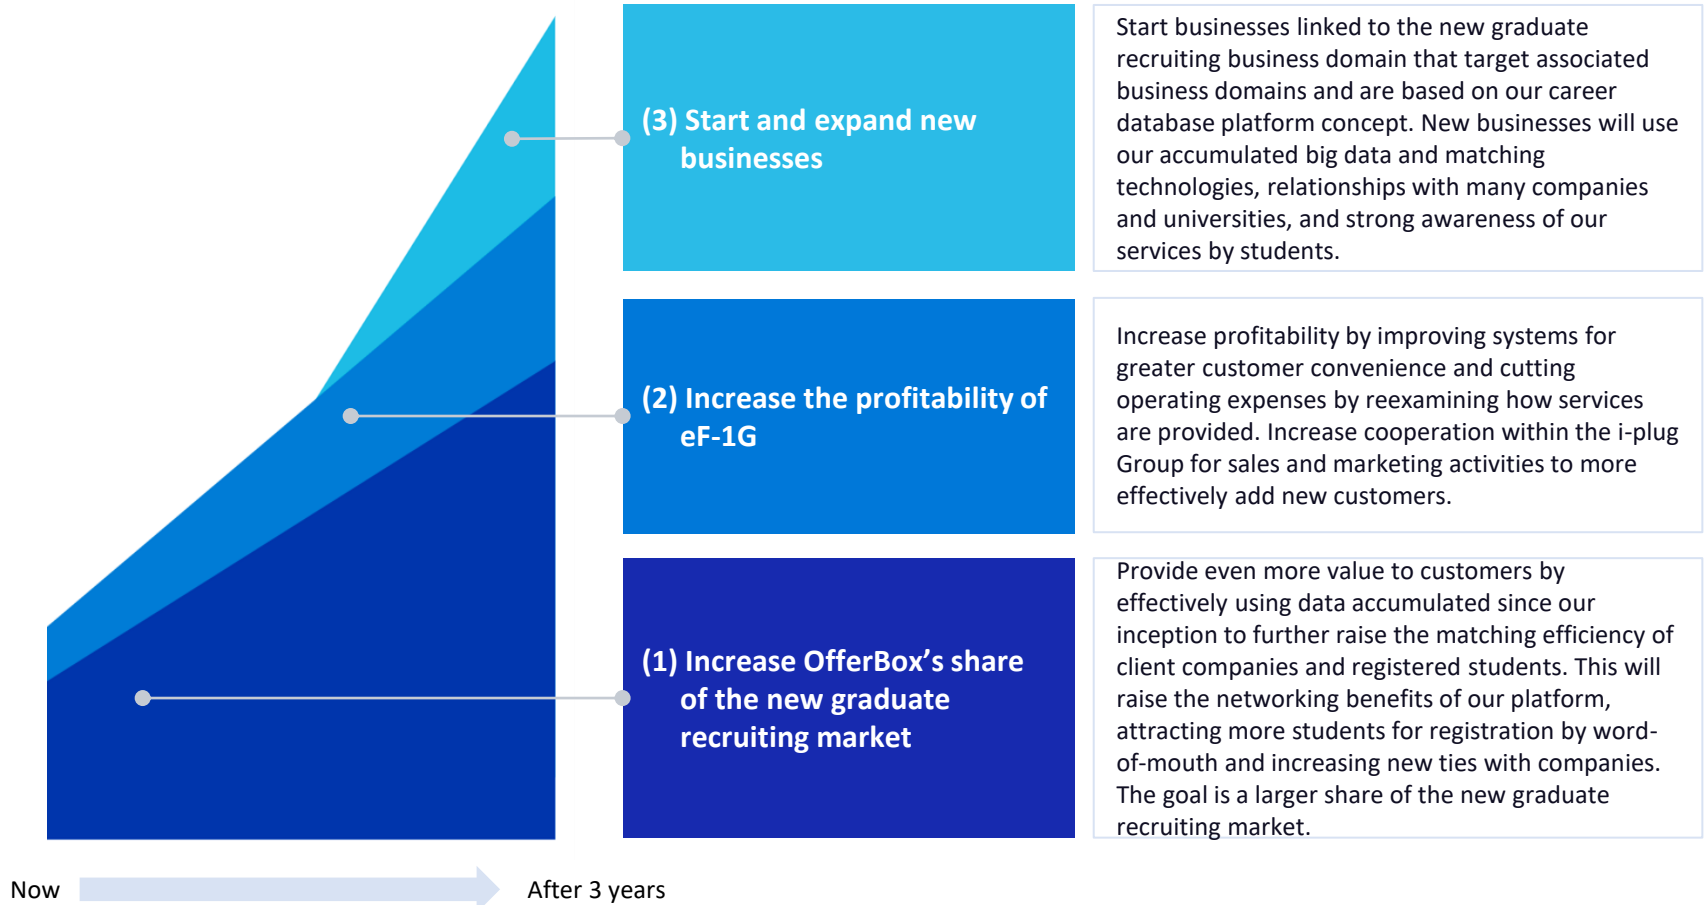 (3) Start and expand new
businesses
Start businesses linked to the new graduate
recruiting business domain that target associated
business domains and are based on our career
database platform concept. New businesses will use
our accumulated big data and matching
technologies, relationships with many companies
and universities, and strong awareness of our
services by students.
(2) Increase the profitability of
eF-1G
Increase profitability by improving systems for
greater customer convenience and cutting
operating expenses by reexamining how services
are provided. Increase cooperation within the i-plug
Group for sales and marketing activities to more
effectively add new customers.
(1) Increase OfferBox’s share
of the new graduate
recruiting market
Provide even more value to customers by
effectively using data accumulated since our
inception to further raise the matching efficiency of
client companies and registered students. This will
raise the networking benefits of our platform,
attracting more students for registration by word-
of-mouth and increasing new ties with companies.
The goal is a larger share of the new graduate
recruiting market.
Now
After 3 years